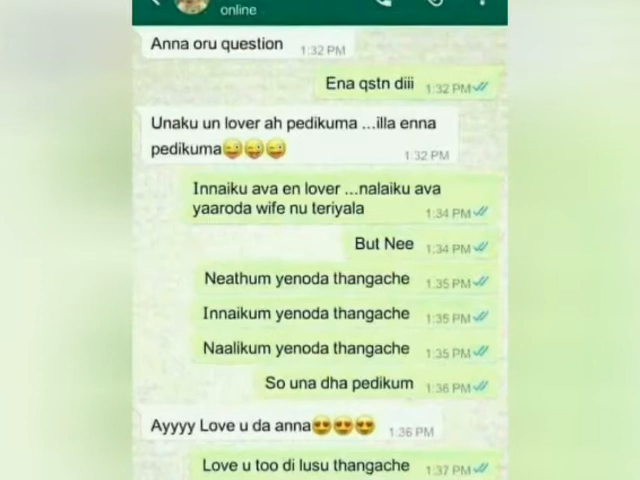 online
Anna oru question 1:32 PM
Ena qstn diii 1:32 PM
Unaku un lover ah pedikuma ...illa enna
pedikuma😜😜😜 1:32 PM
Innaiku ava en lover ...nalaiku ava
yaaroda wife nu teriyala 1:34 PM
But Nee 1:34 PM
Neathum yenoda thangache 1:35 PM
Innaikum yenoda thangache 1:35 PM
Naalikum yenoda thangache 1:35 PM
So una dha pedikum 1:36 PM
Ayyyy Love u da anna😍😍😍 1:36 PM
Love u too di lusu thangache 1:37 PM